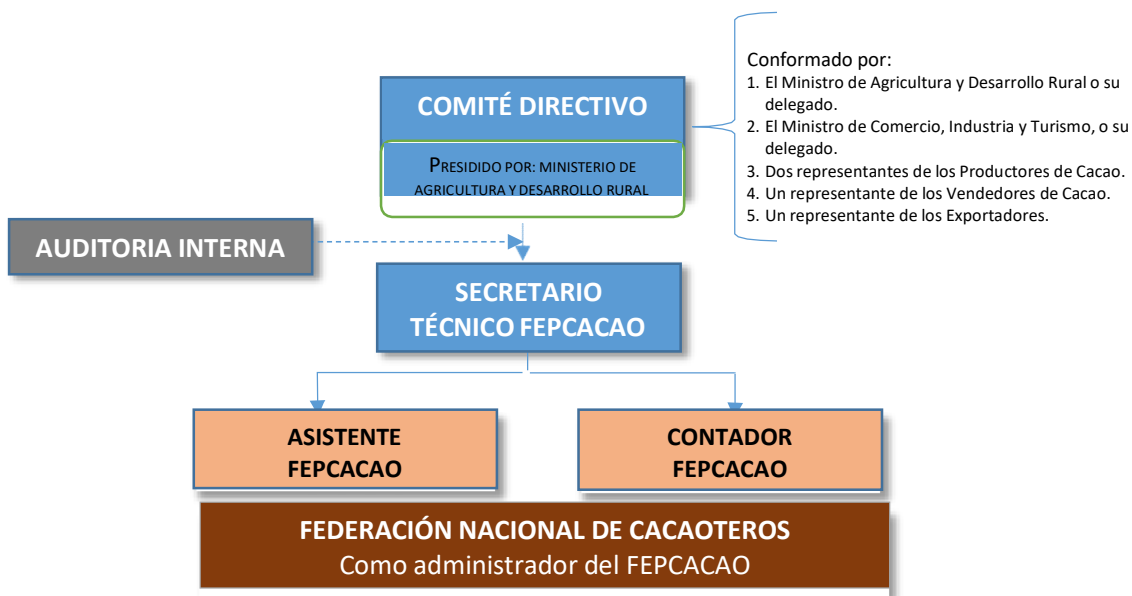 COMITÉ DIRECTIVO
PRESIDIDO POR: MINISTERIO DE
AGRICULTURA Y DESARROLLO RURAL
Conformado por:
1. El Ministro de Agricultura y Desarrollo Rural o su
delegado.
2. El Ministro de Comercio, Industria y Turismo, o su
delegado.
3. Dos representantes de los Productores de Cacao.
4. Un representante de los Vendedores de Cacao.
5. Un representante de los Exportadores.
AUDITORIA INTERNA
SECRETARIO
TÉCNICO FEPCACAO
ASISTENTE
FEPCACAO
CONTADOR
FEPCACAO
FEDERACIÓN NACIONAL DE CACAOTEROS
Como administrador del FEPCACAO